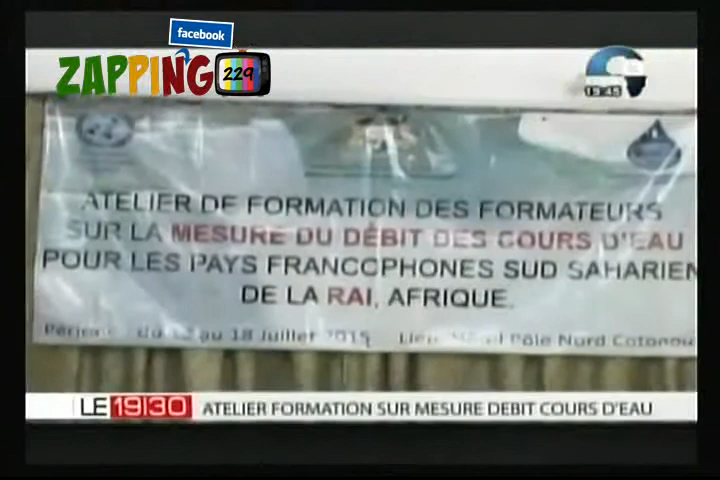 facebook
ZAPPING
229
19:45
ATELIER DE FORMATION DES FORMATEURS
SUR LA MESURE DU DÉBIT DES COURS D'EAU
POUR LES PAYS FRANCOPHONES SUD SAHARIEN
DE LA RAI, AFRIQUE.
au 18 Juillet 2015 Pôle Nord Cotonou
LE 19|30 ATELIER FORMATION SUR MESURE DEBIT COURS D'EAU